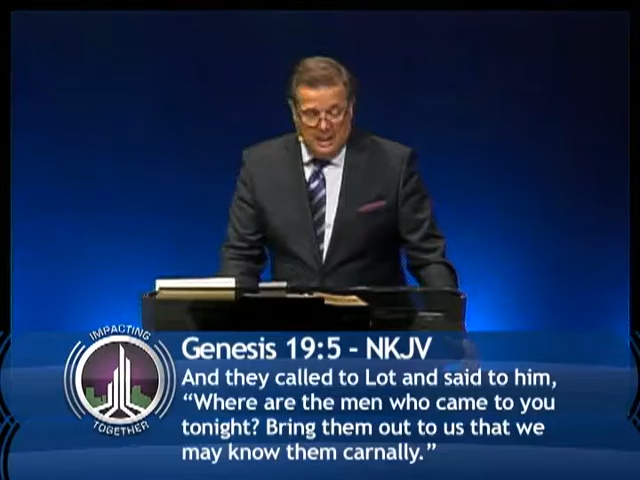 IMPACTING
TOGETHER
Genesis 19:5 - NKJV
And they called to Lot and said to him,
“Where are the men who came to you
tonight? Bring them out to us that we
may know them carnally.”